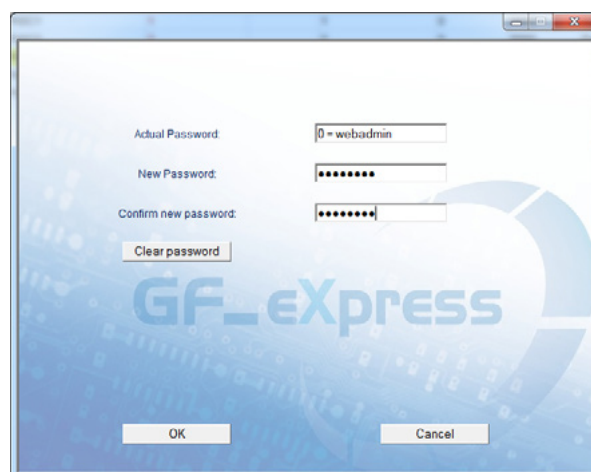 Actual Password: 0 = webadmin
New Password: ●●●●●●●●
Confirm new password: ●●●●●●●●
Clear password
GF_eXpress
OK Cancel